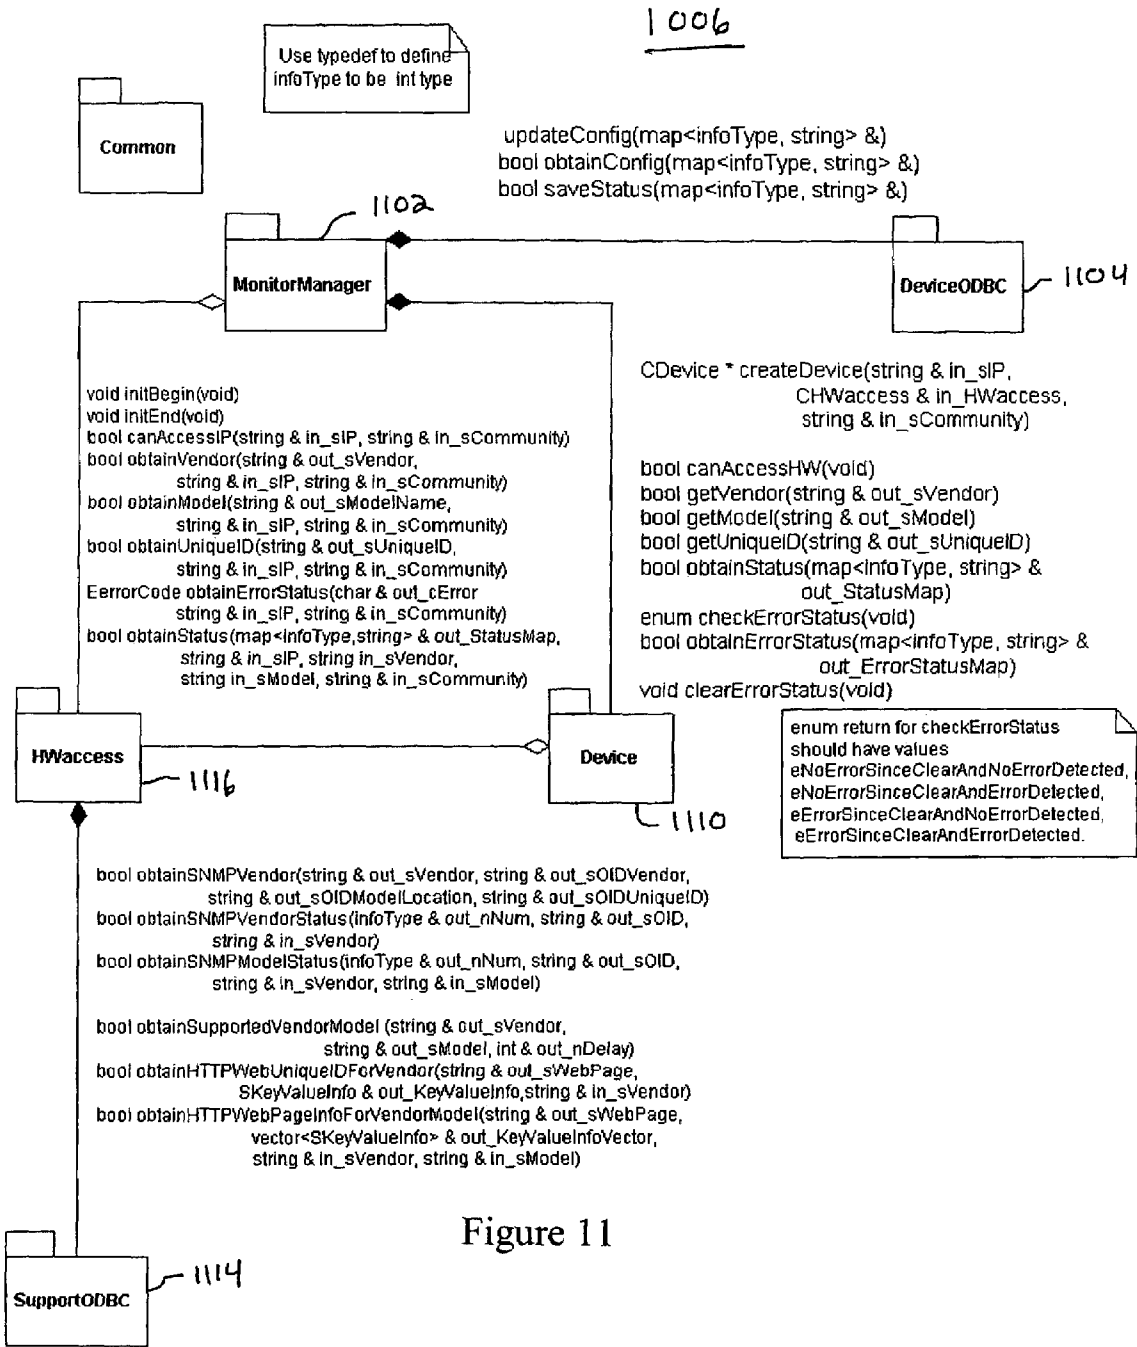 1006
Use typedef to define
infoType to be int type
Common
updateConfig(map<infoType, string> &)
bool obtainConfig(map<infoType, string> &)
bool saveStatus(map<infoType, string> &)
1102
MonitorManager
DeviceODBC
1104
void initBegin(void)
void initEnd(void)
bool canAccessIP(string & in_sIP, string & in_sCommunity)
bool obtainVendor(string & out_sVendor,
string & in_sIP, string & in_sCommunity)
bool obtainModel(string & out_sModelName,
string & in_sIP, string & in_sCommunity)
bool obtainUniqueID(string & out_sUniqueID,
string & in_sIP, string & in_sCommunity)
EerrorCode obtainErrorStatus(char & out_cError
string & in_sIP, string & in_sCommunity)
bool obtainStatus(map<infoType,string> & out_StatusMap,
string & in_sIP, string in_sVendor,
string in_sModel, string & in_sCommunity)
CDevice * createDevice(string & in_sIP,
CHWaccess & in_HWaccess,
string & in_sCommunity)
bool canAccessHW(void)
bool getVendor(string & out_sVendor)
bool getModel(string & out_sModel)
bool getUniqueID(string & out_sUniqueID)
bool obtainStatus(map<infoType, string> &
out_StatusMap)
enum checkErrorStatus(void)
bool obtainErrorStatus(map<infoType, string> &
out_ErrorStatusMap)
void clearErrorStatus(void)
HWaccess
1116
Device
1110
enum return for checkErrorStatus
should have values
eNoErrorSinceClearAndNoErrorDetected,
eNoErrorSinceClearAndErrorDetected,
eErrorSinceClearAndNoErrorDetected,
eErrorSinceClearAndErrorDetected.
bool obtainSNMPVendor(string & out_sVendor, string & out_sOIDVendor,
string & out_sOIDModelLocation, string & out_sOIDUniqueID)
bool obtainSNMPVendorStatus(infoType & out_nNum, string & out_sOID,
string & in_sVendor)
bool obtainSNMPModelStatus(infoType & out_nNum, string & out_sOID,
string & in_sVendor, string & in_sModel)
bool obtainSupportedVendorModel (string & out_sVendor,
string & out_sModel, int & out_nDelay)
bool obtainHTTPWebUniqueIDForVendor(string & out_sWebPage,
SKeyValueInfo & out_KeyValueInfo,string & in_sVendor)
bool obtainHTTPWebPageInfoForVendorModel(string & out_sWebPage,
vector<SKeyValueInfo> & out_KeyValueInfoVector,
string & in_sVendor, string & in_sModel)
Figure 11
SupportODBC
1114